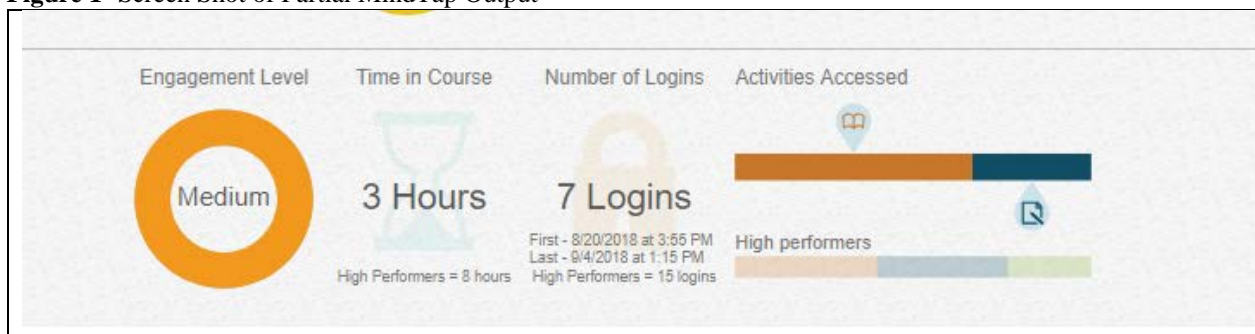 Figure 1 Screen Shot of Partial MindTap Output
Engagement Level
Time in Course
Number of Logins
Activities Accessed
Medium
3 Hours
7 Logins
First - 8/20/2018 at 3:55 PM
Last - 9/4/2018 at 1:15 PM
High Performers = 8 hours
High Performers = 15 logins
High performers